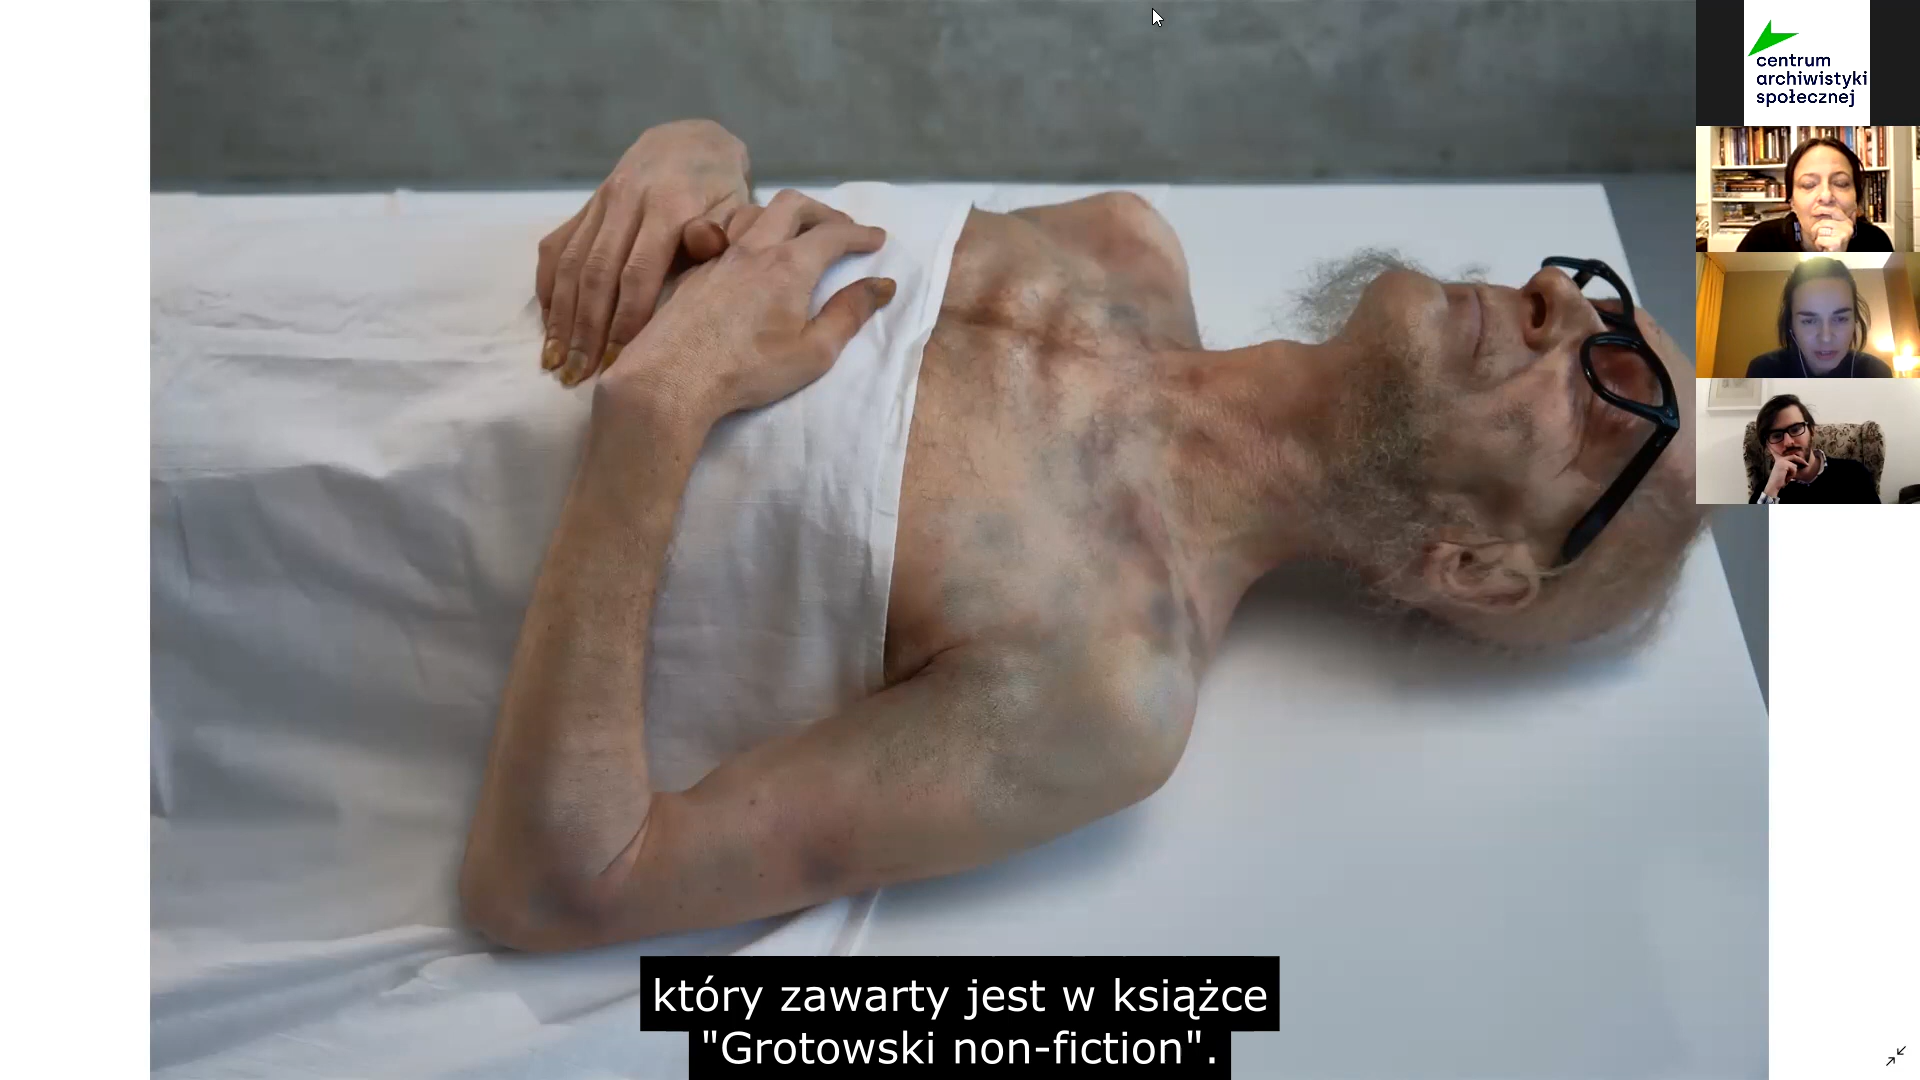 centrum
archiwistyki
społecznej
który zawarty jest w książce
"Grotowski non-fiction".